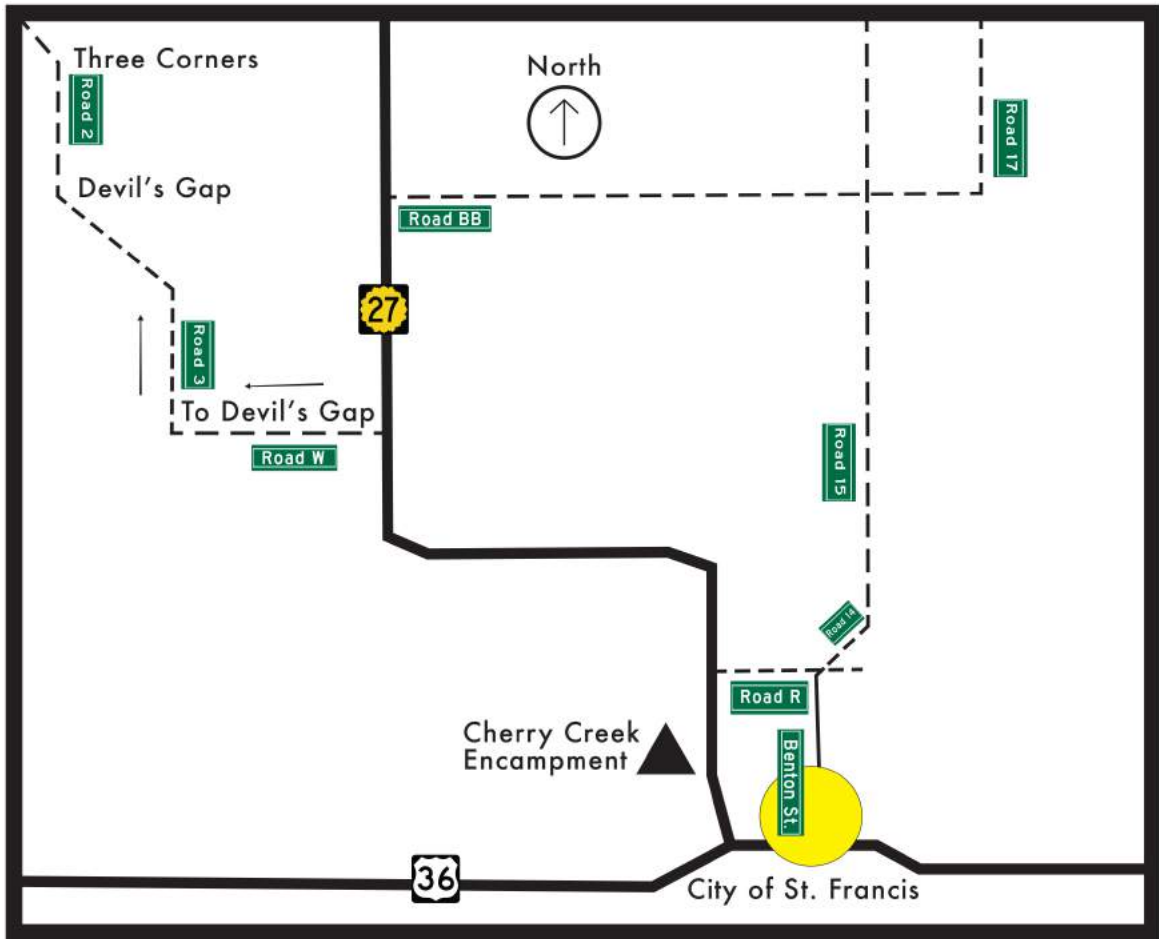 Three Corners
North
Road 2
Road 17
Devil's Gap
Road BB
27
Road 3
To Devil's Gap
Road W
Road 15
Road 14
Road R
Cherry Creek
Encampment
Benton St.
36
City of St. Francis